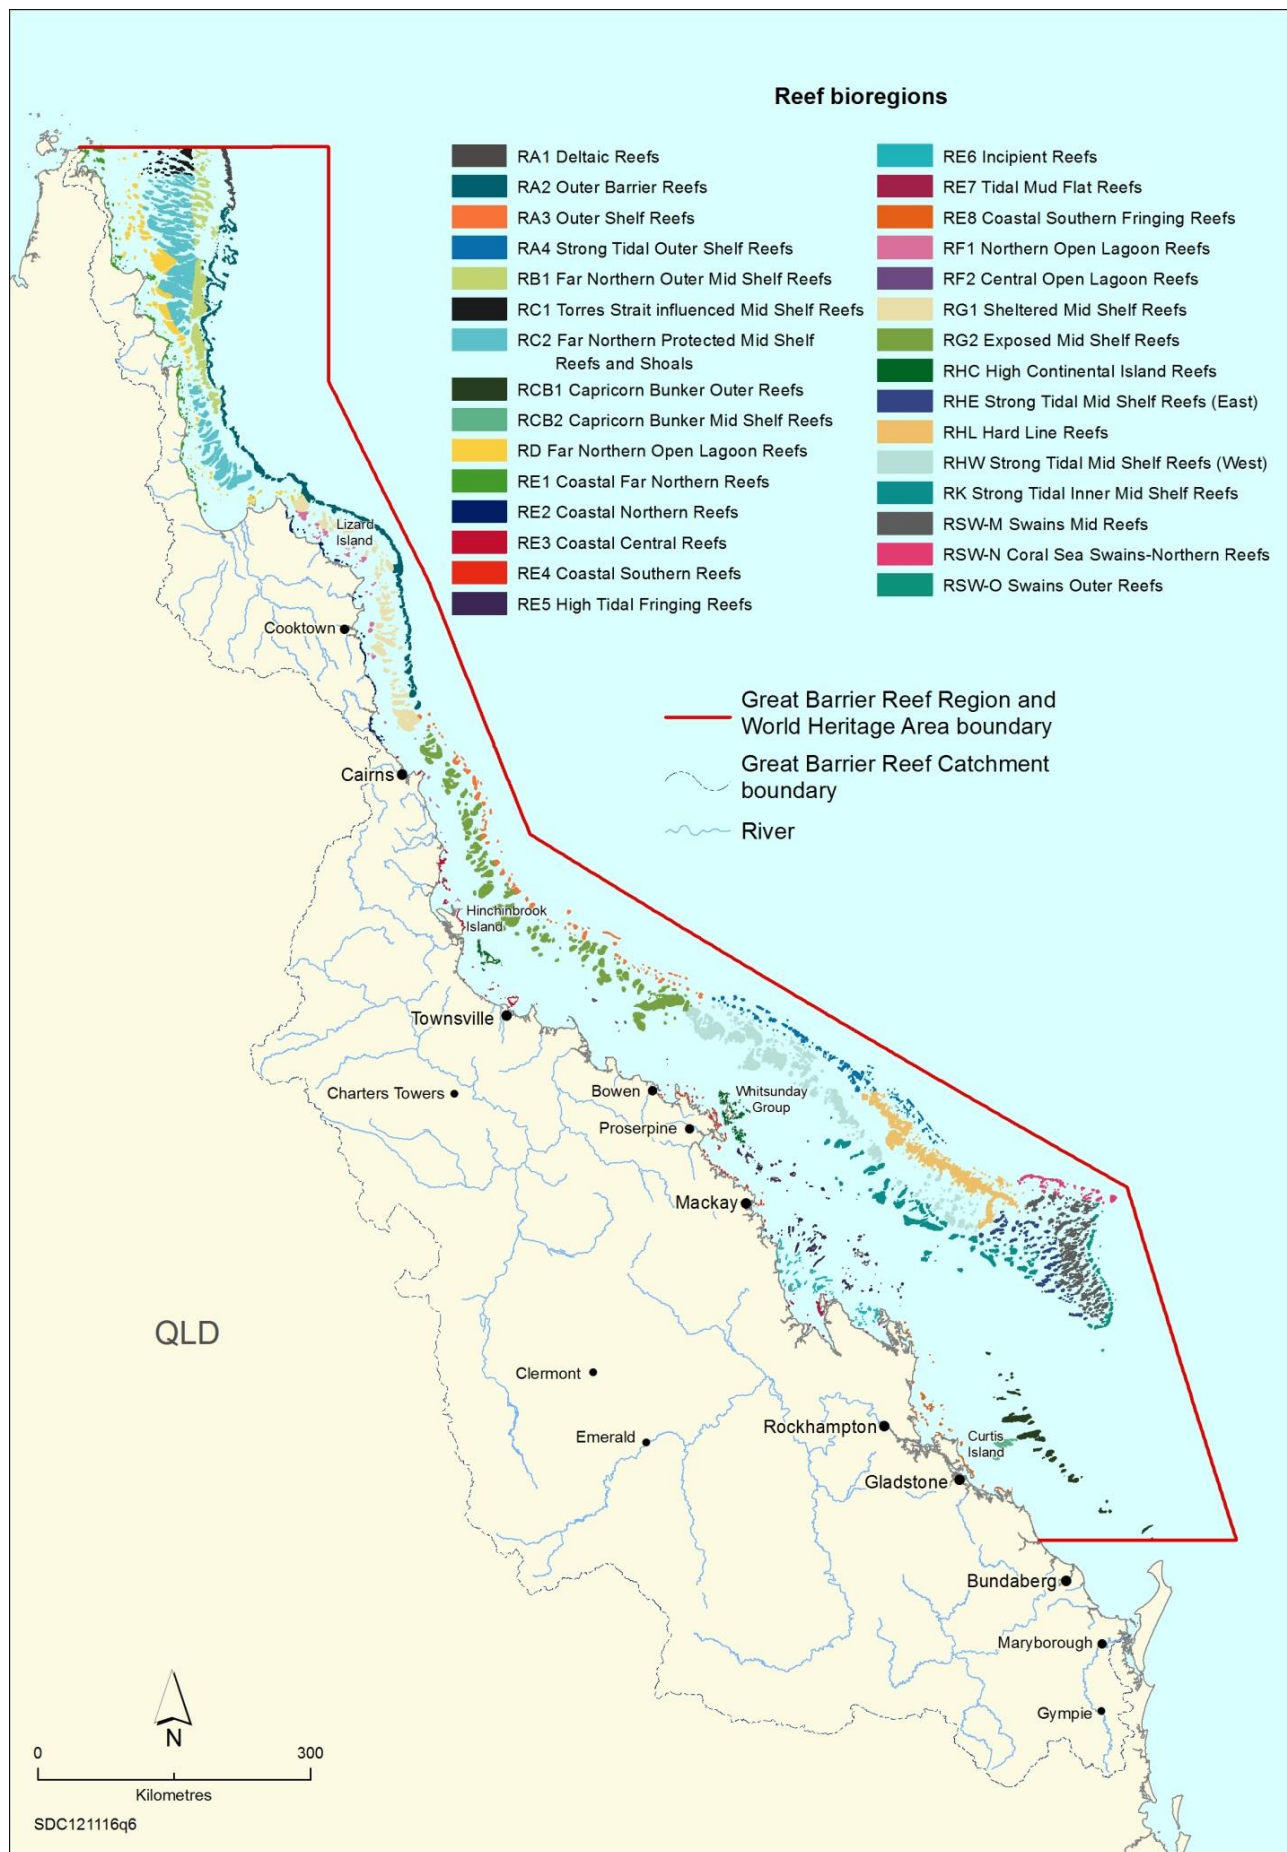 Reef bioregions
RA1 Deltaic Reefs
RA2 Outer Barrier Reefs
RA3 Outer Shelf Reefs
RA4 Strong Tidal Outer Shelf Reefs
RB1 Far Northern Outer Mid Shelf Reefs
RC1 Torres Strait influenced Mid Shelf Reefs
RC2 Far Northern Protected Mid Shelf
Reefs and Shoals
RCB1 Capricorn Bunker Outer Reefs
RCB2 Capricorn Bunker Mid Shelf Reefs
RD Far Northern Open Lagoon Reefs
RE1 Coastal Far Northern Reefs
RE2 Coastal Northern Reefs
RE3 Coastal Central Reefs
RE4 Coastal Southern Reefs
RE5 High Tidal Fringing Reefs
RE6 Incipient Reefs
RE7 Tidal Mud Flat Reefs
RE8 Coastal Southern Fringing Reefs
RF1 Northern Open Lagoon Reefs
RF2 Central Open Lagoon Reefs
RG1 Sheltered Mid Shelf Reefs
RG2 Exposed Mid Shelf Reefs
RHC High Continental Island Reefs
RHE Strong Tidal Mid Shelf Reefs (East)
RHL Hard Line Reefs
RHW Strong Tidal Mid Shelf Reefs (West)
RK Strong Tidal Inner Mid Shelf Reefs
RSW-M Swains Mid Reefs
RSW-N Coral Sea Swains-Northern Reefs
RSW-O Swains Outer Reefs
Great Barrier Reef Region and
World Heritage Area boundary
Great Barrier Reef Catchment
boundary
River
Lizard
Island
Cooktown
Cairns
Hinchinbrook
Island
Townsville
Charters Towers
Bowen
Whitsunday
Group
Proserpine
Mackay
QLD
Clermont
Emerald
Rockhampton
Curtis
Island
Gladstone
Bundaberg
Maryborough
Gympie
N
0
300
Kilometres
SDC121116q6